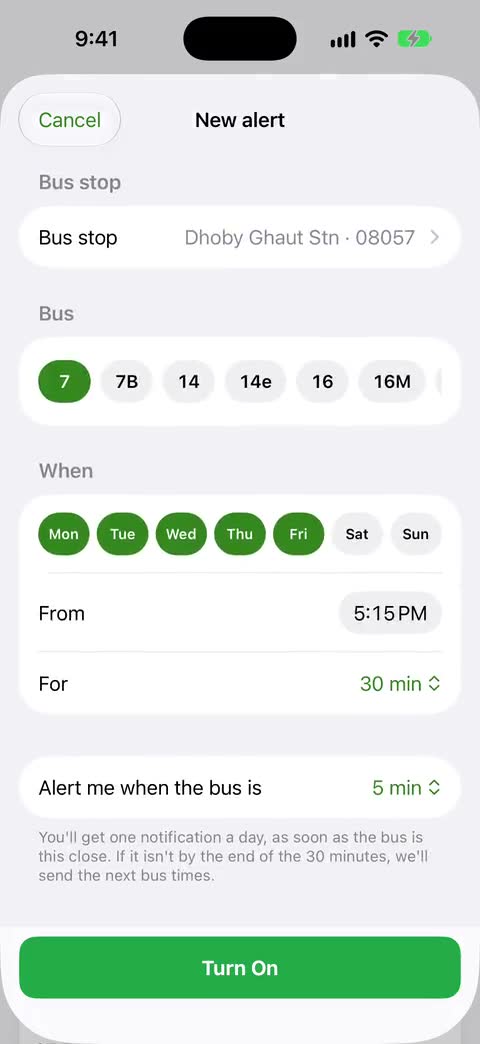 9:41
Cancel
New alert
Bus stop
Bus stop Dhoby Ghaut Stn · 08057
Bus
7 7B 14 14e 16 16M
When
Mon Tue Wed Thu Fri Sat Sun
From 5:15 PM
For 30 min
Alert me when the bus is 5 min
You'll get one notification a day, as soon as the bus is
this close. If it isn't by the end of the 30 minutes, we'll
send the next bus times.
Turn On